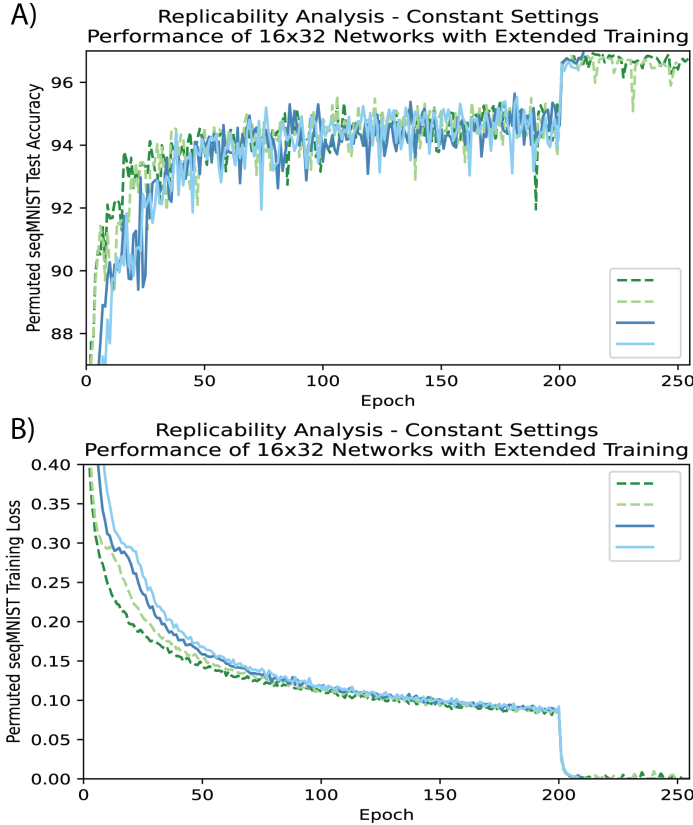 A)
Replicability Analysis - Constant Settings
Performance of 16x32 Networks with Extended Training
Permuted seqMNIST Test Accuracy
96
94
92
90
88
0 50 100 150 200 250
Epoch
B)
Replicability Analysis - Constant Settings
Performance of 16x32 Networks with Extended Training
Permuted seqMNIST Training Loss
0.40
0.35
0.30
0.25
0.20
0.15
0.10
0.05
0.00
0 50 100 150 200 250
Epoch